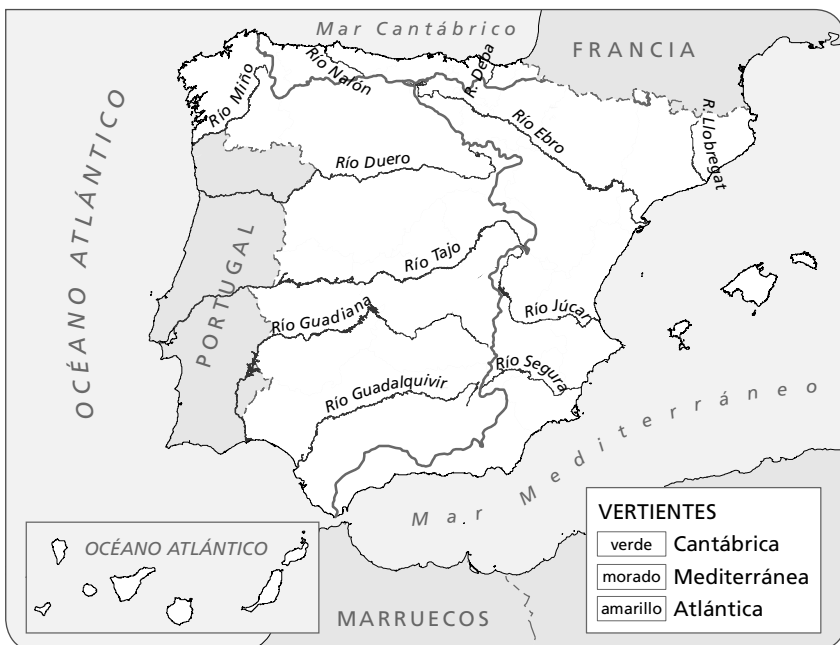 Mar Cantábrico
FRANCIA
OCÉANO ATLÁNTICO
Río Miño
Río Nalón
R. Deba
Río Ebro
R. Llobregat
Río Duero
Río Tajo
PORTUGAL
Río Guadiana
Río Júcar
Río Segura
Río Guadalquivir
Mar Mediterráneo
OCÉANO ATLÁNTICO
MARRUECOS
VERTIENTES
verde Cantábrica
morado Mediterránea
amarillo Atlántica